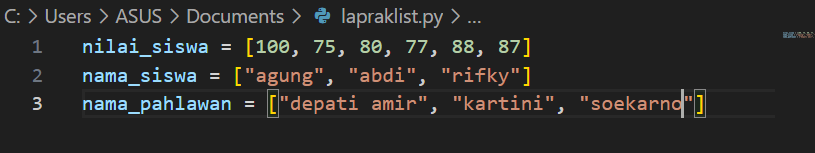 C: > Users > ASUS > Documents > lapraklist.py > ...
1 nilai_siswa = [100, 75, 80, 77, 88, 87]
2 nama_siswa = ["agung", "abdi", "rifky"]
3 nama_pahlawan = ["depati amir", "kartini", "soekarno"]